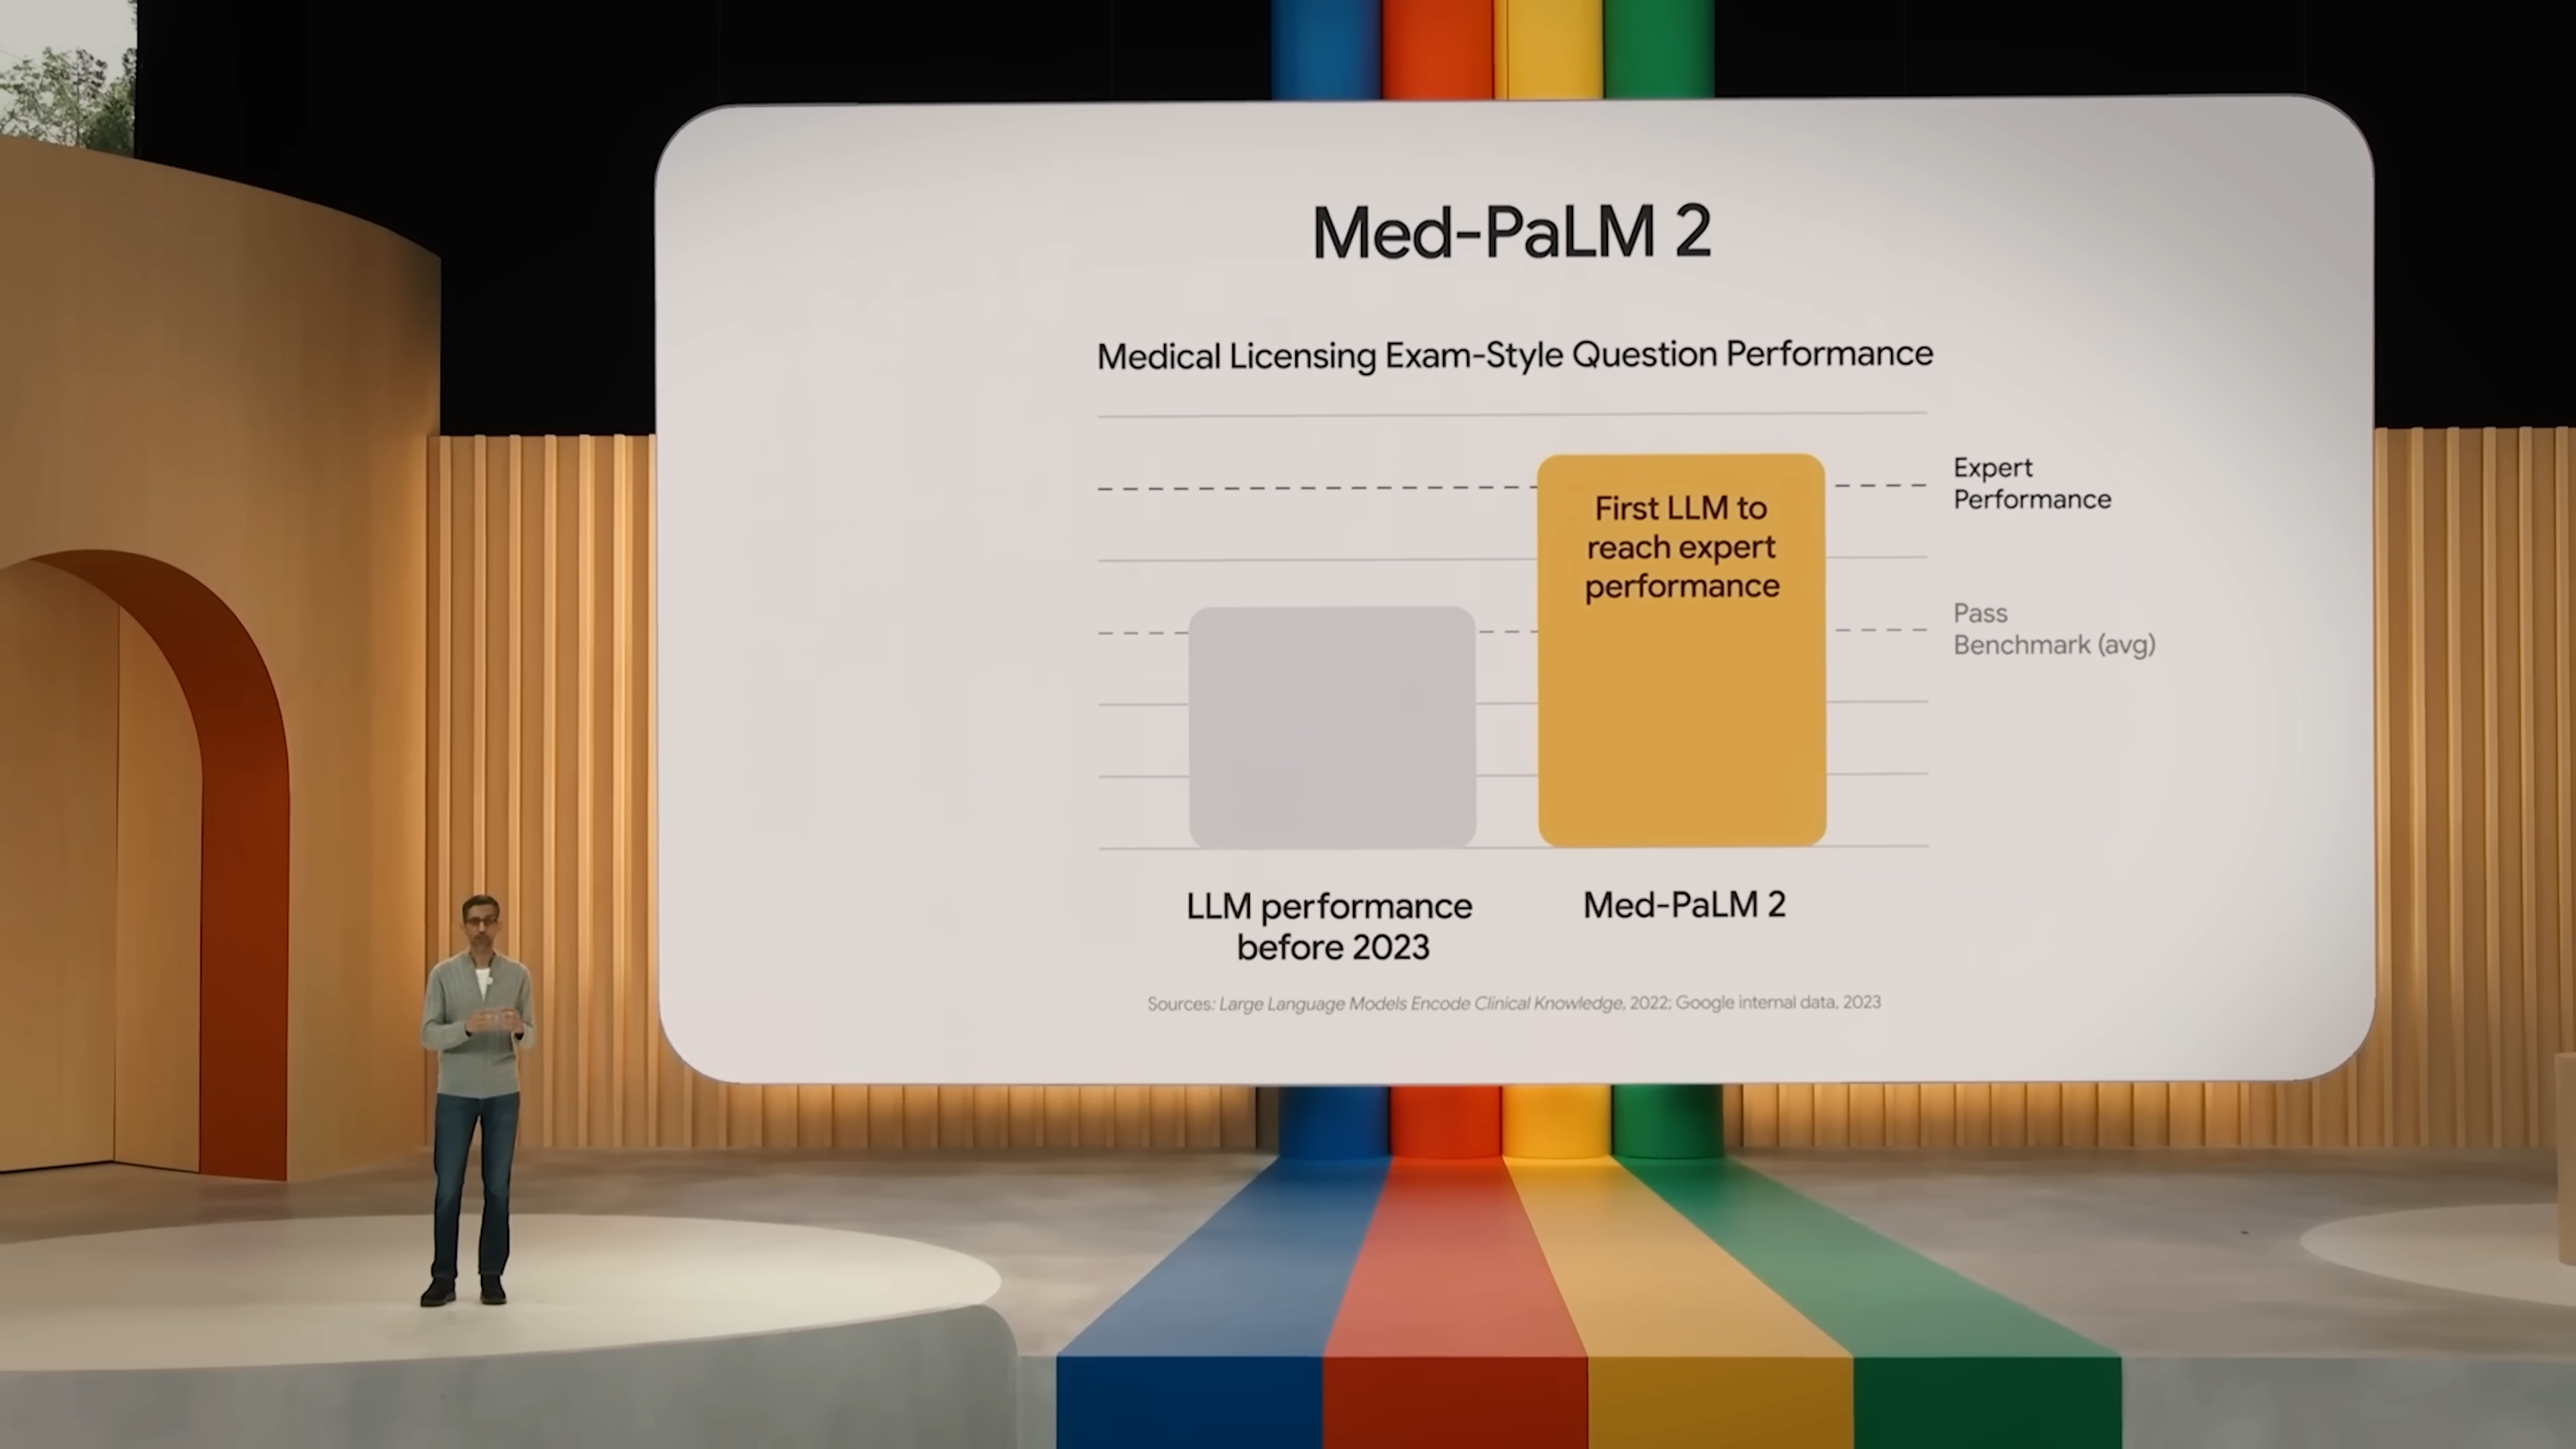 Med-PaLM 2
Medical Licensing Exam-Style Question Performance
Expert
Performance
First LLM to
reach expert
performance
Pass
Benchmark (avg)
LLM performance
before 2023
Med-PaLM 2
Sources: Large Language Models Encode Clinical Knowledge, 2022; Google internal data, 2023